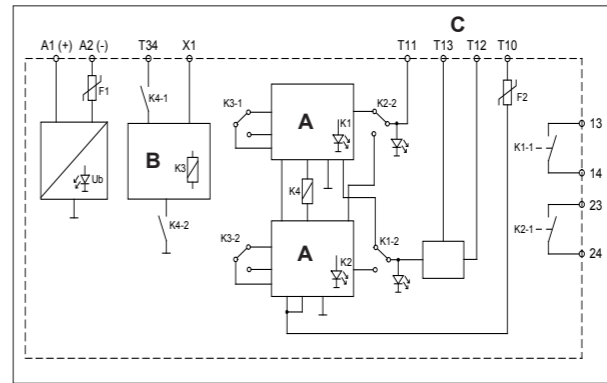 C
A1 (+) A2 (-) T34 X1 T11 T13 T12 T10
F1
K4-1
K3-1
A
K1
K2-2
F2
13
K1-1
14
B
K3
Ub
K4
K4-2
23
K2-1
24
K3-2
A
K2
K1-2